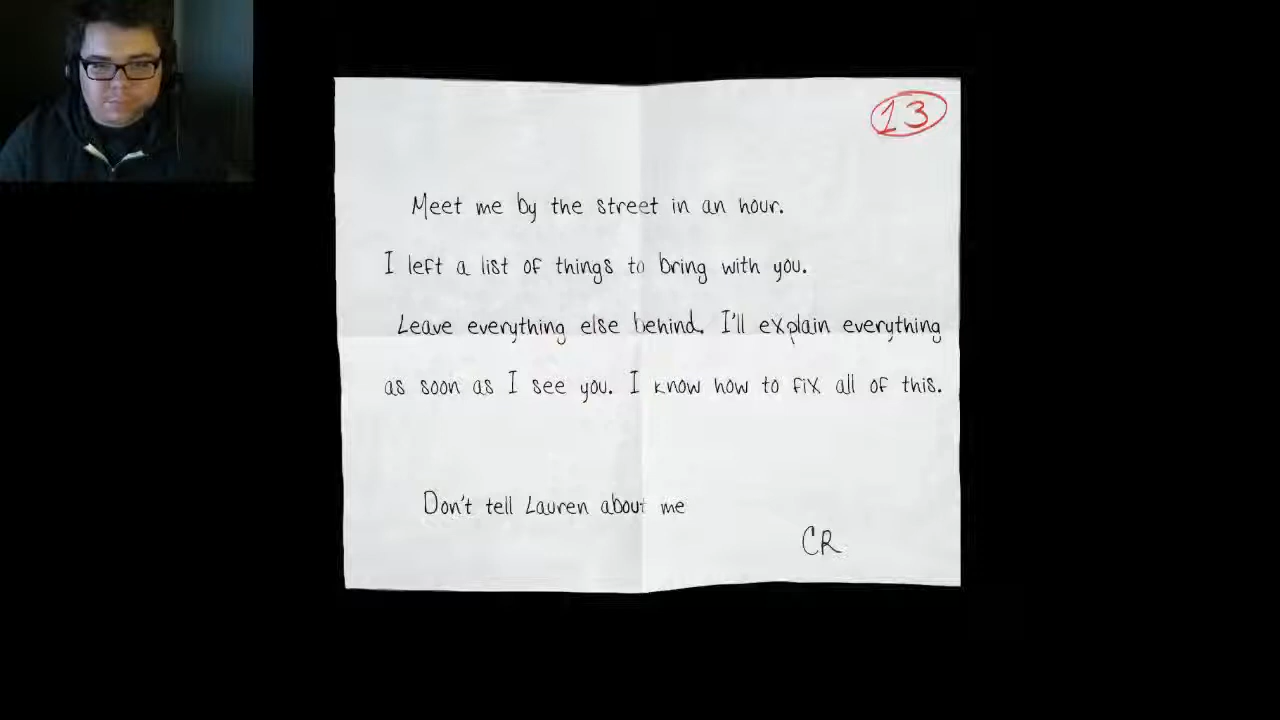 13
Meet me by the street in an hour.
I left a list of things to bring with you.
Leave everything else behind. I'll explain everything
as soon as I see you. I know how to fix all of this.
Don't tell Lauren about me
CR